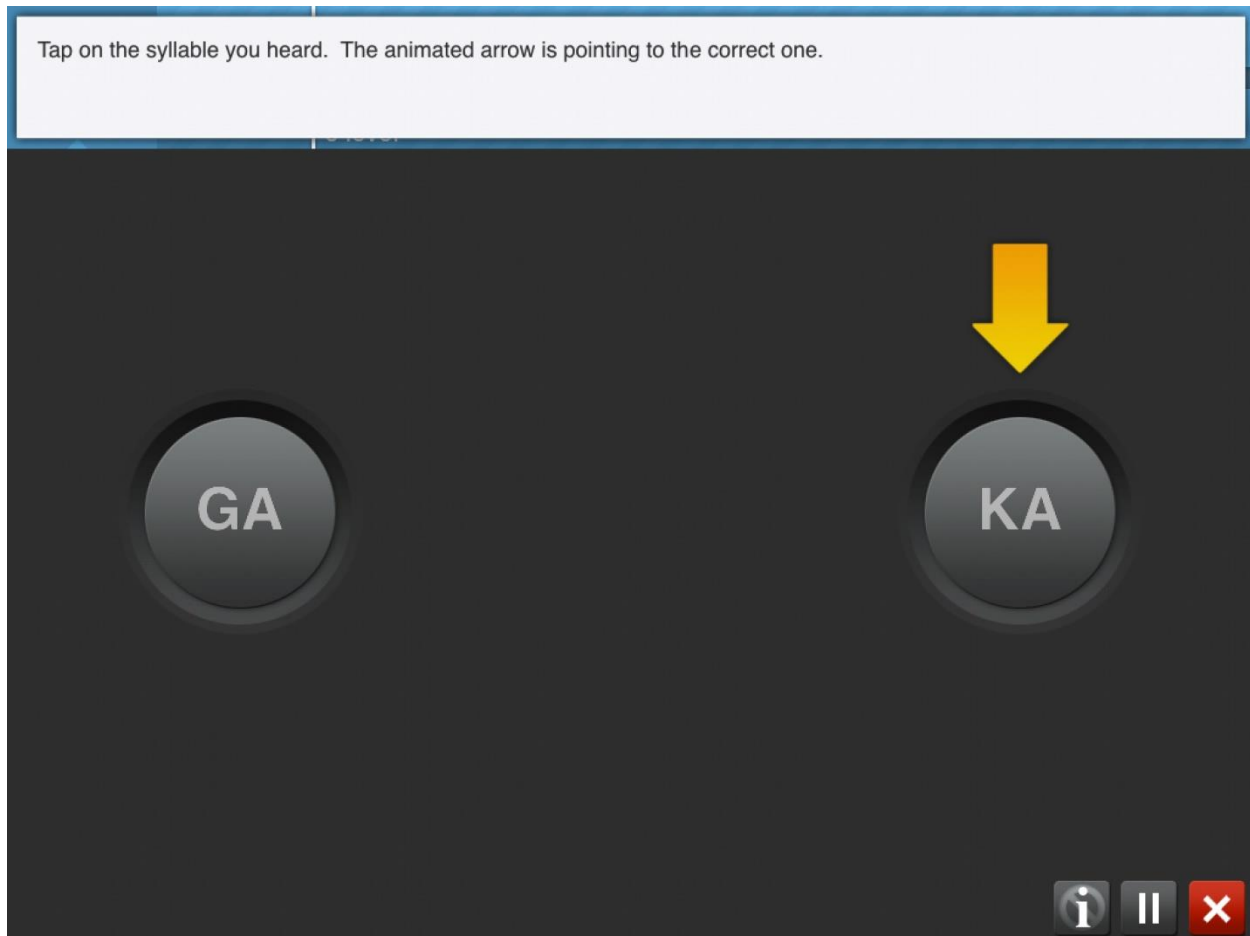 Tap on the syllable you heard.  The animated arrow is pointing to the correct one.
GA
KA